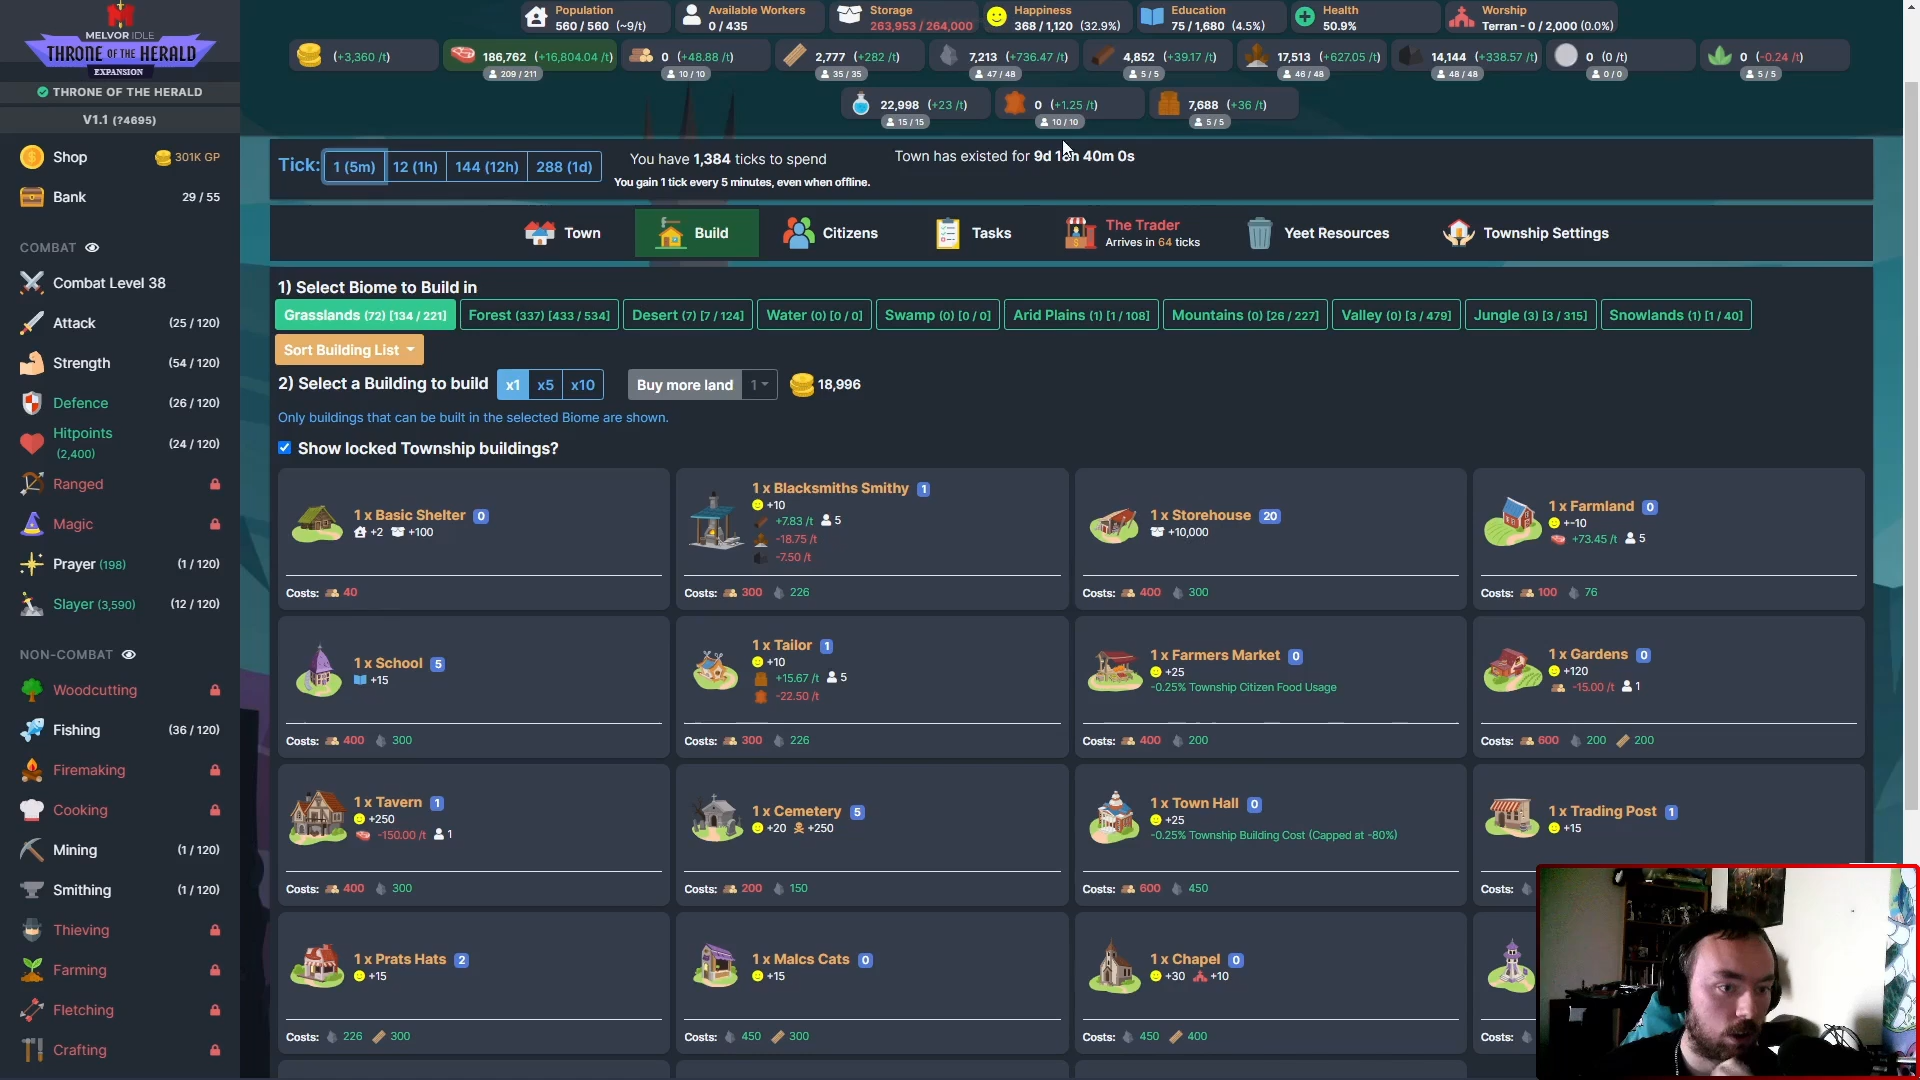 MELVOR IDLE
THRONE OF THE HERALD
EXPANSION
THRONE OF THE HERALD
V1.1 (?4695)
Shop 301K GP
Bank 29 / 55
COMBAT
Combat Level 38
Attack (25 / 120)
Strength (54 / 120)
Defence (26 / 120)
Hitpoints (2,400) (24 / 120)
Ranged
Magic
Prayer (198) (1 / 120)
Slayer (3,590) (12 / 120)
NON-COMBAT
Woodcutting
Fishing (36 / 120)
Firemaking
Cooking
Mining (1 / 120)
Smithing (1 / 120)
Thieving
Farming
Fletching
Crafting
Population 560 / 560 (~9/t)
Available Workers 0 / 435
Storage 263,953 / 264,000
Happiness 368 / 1,120 (32.9%)
Education 75 / 1,680 (4.5%)
Health 50.9%
Worship Terran - 0 / 2,000 (0.0%)
(+3,360 /t)
186,762 (+16,804.04 /t) 209 / 211
0 (+48.88 /t) 10 / 10
2,777 (+282 /t) 35 / 35
7,213 (+736.47 /t) 47 / 48
4,852 (+39.17 /t) 5 / 5
17,513 (+627.05 /t) 46 / 48
14,144 (+338.57 /t) 48 / 48
0 (0 /t) 0 / 0
0 (-0.24 /t) 5 / 5
22,998 (+23 /t) 15 / 15
0 (+1.25 /t) 10 / 10
7,688 (+36 /t) 5 / 5
Tick: 1 (5m) 12 (1h) 144 (12h) 288 (1d)
You have 1,384 ticks to spend
You gain 1 tick every 5 minutes, even when offline.
Town has existed for 9d 40m 0s
Town
Build
Citizens
Tasks
The Trader
Arrives in 64 ticks
Yeet Resources
Township Settings
1) Select Biome to Build in
Grasslands (72) [134 / 221] Forest (337) [433 / 534] Desert (7) [7 / 124] Water (0) [0 / 0] Swamp (0) [0 / 0] Arid Plains (1) [1 / 108] Mountains (0) [26 / 227] Valley (0) [3 / 479] Jungle (3) [3 / 315] Snowlands (1) [1 / 40]
Sort Building List
2) Select a Building to build x1 x5 x10 Buy more land 1 18,996
Only buildings that can be built in the selected Biome are shown.
Show locked Township buildings?
1 x Basic Shelter 0
+2 +100
Costs: 40
1 x Blacksmiths Smithy 1
+10
+7.83 /t 5
-18.75 /t
-7.50 /t
Costs: 300 226
1 x Storehouse 20
+10,000
Costs: 400 300
1 x Farmland 0
+-10
+73.45 /t 5
Costs: 100 76
1 x School 5
+15
Costs: 400 300
1 x Tailor 1
+10
+15.67 /t 5
-22.50 /t
Costs: 300 226
1 x Farmers Market 0
+25
-0.25% Township Citizen Food Usage
Costs: 400 200
1 x Gardens 0
+120
-15.00 /t 1
Costs: 600 200 200
1 x Tavern 1
+250
-150.00 /t 1
Costs: 400 300
1 x Cemetery 5
+20 +250
Costs: 200 150
1 x Town Hall 0
+25
-0.25% Township Building Cost (Capped at -80%)
Costs: 600 450
1 x Trading Post 1
+15
Costs:
1 x Prats Hats 2
+15
Costs: 226 300
1 x Malcs Cats 0
+15
Costs: 450 300
1 x Chapel 0
+30 +10
Costs: 450 400
Costs: